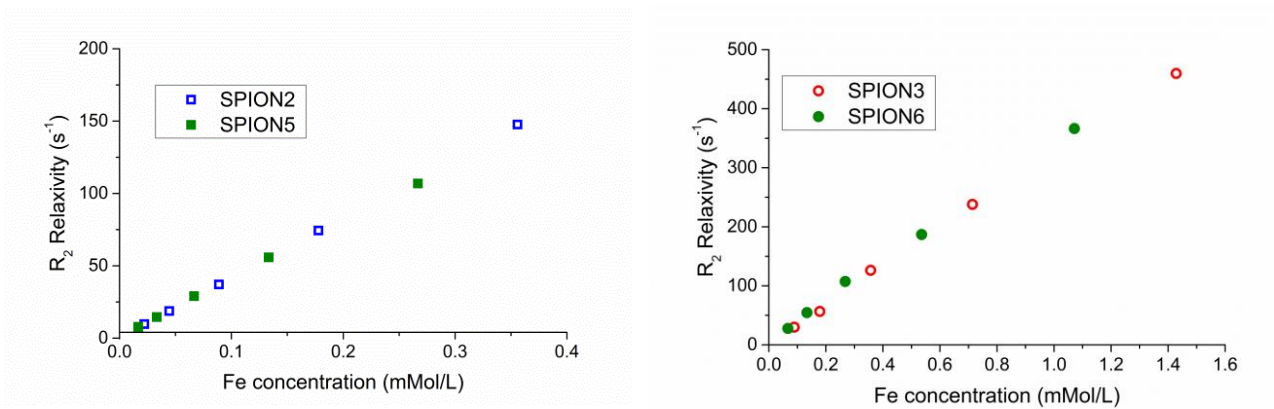 200
150
100
50
0
R₂ Relaxivity (s⁻¹)
SPION2
SPION5
0.0 0.1 0.2 0.3 0.4
Fe concentration (mMol/L)
500
400
300
200
100
0
R₂ Relaxivity (s⁻¹)
SPION3
SPION6
0.0 0.2 0.4 0.6 0.8 1.0 1.2 1.4 1.6
Fe concentration (mMol/L)